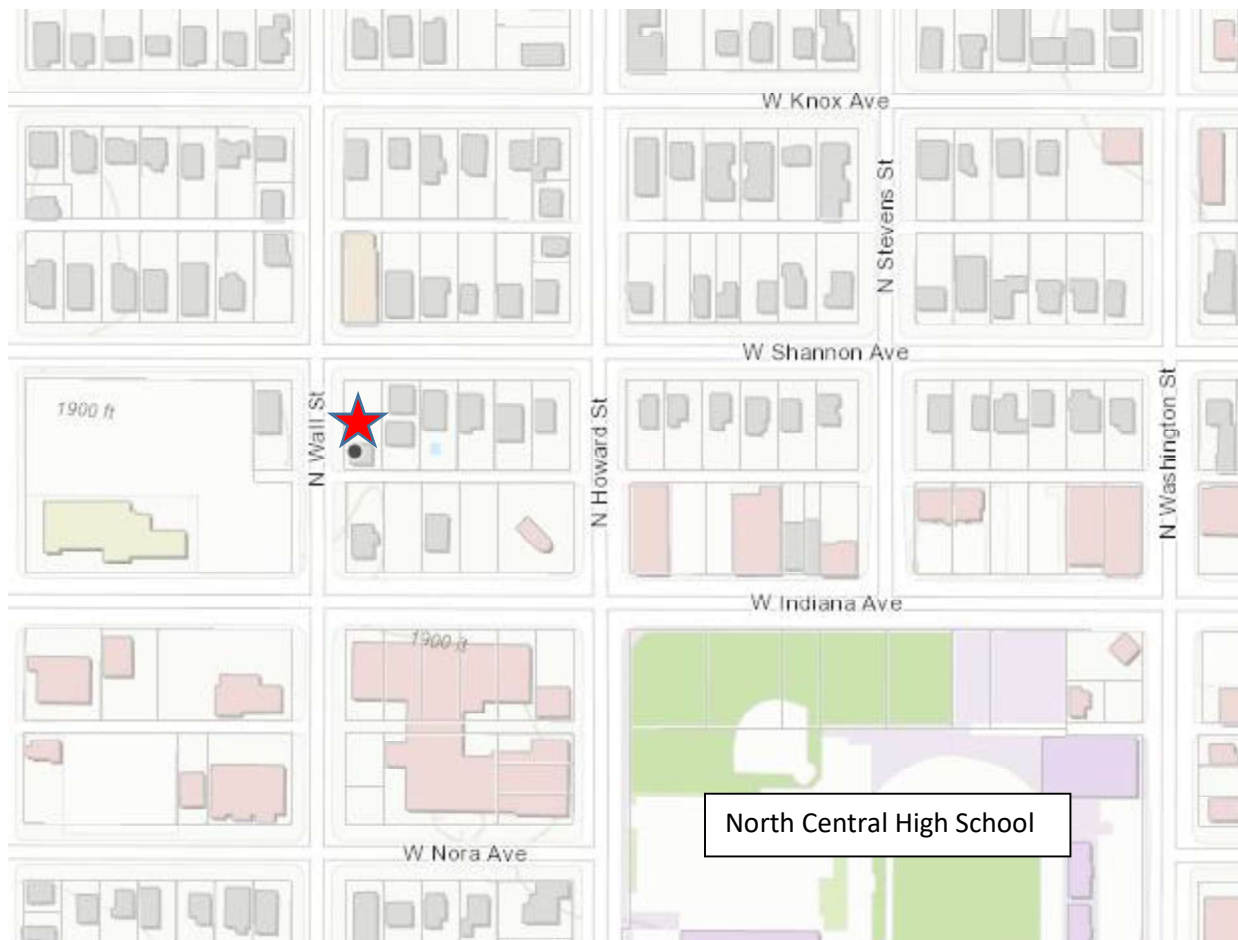 W Knox Ave
N Stevens St
W Shannon Ave
1900 ft
N Wall St
N Howard St
N Washington St
W Indiana Ave
1900 ft
North Central High School
W Nora Ave